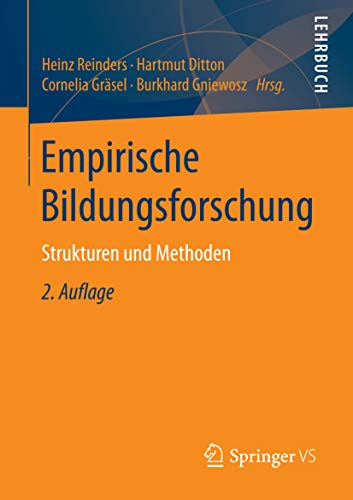 Heinz Reinders · Hartmut Ditton
Cornelia Gräsel · Burkhard Gniewosz Hrsg.
LEHRBUCH
Empirische
Bildungsforschung
Strukturen und Methoden
2. Auflage
Springer VS